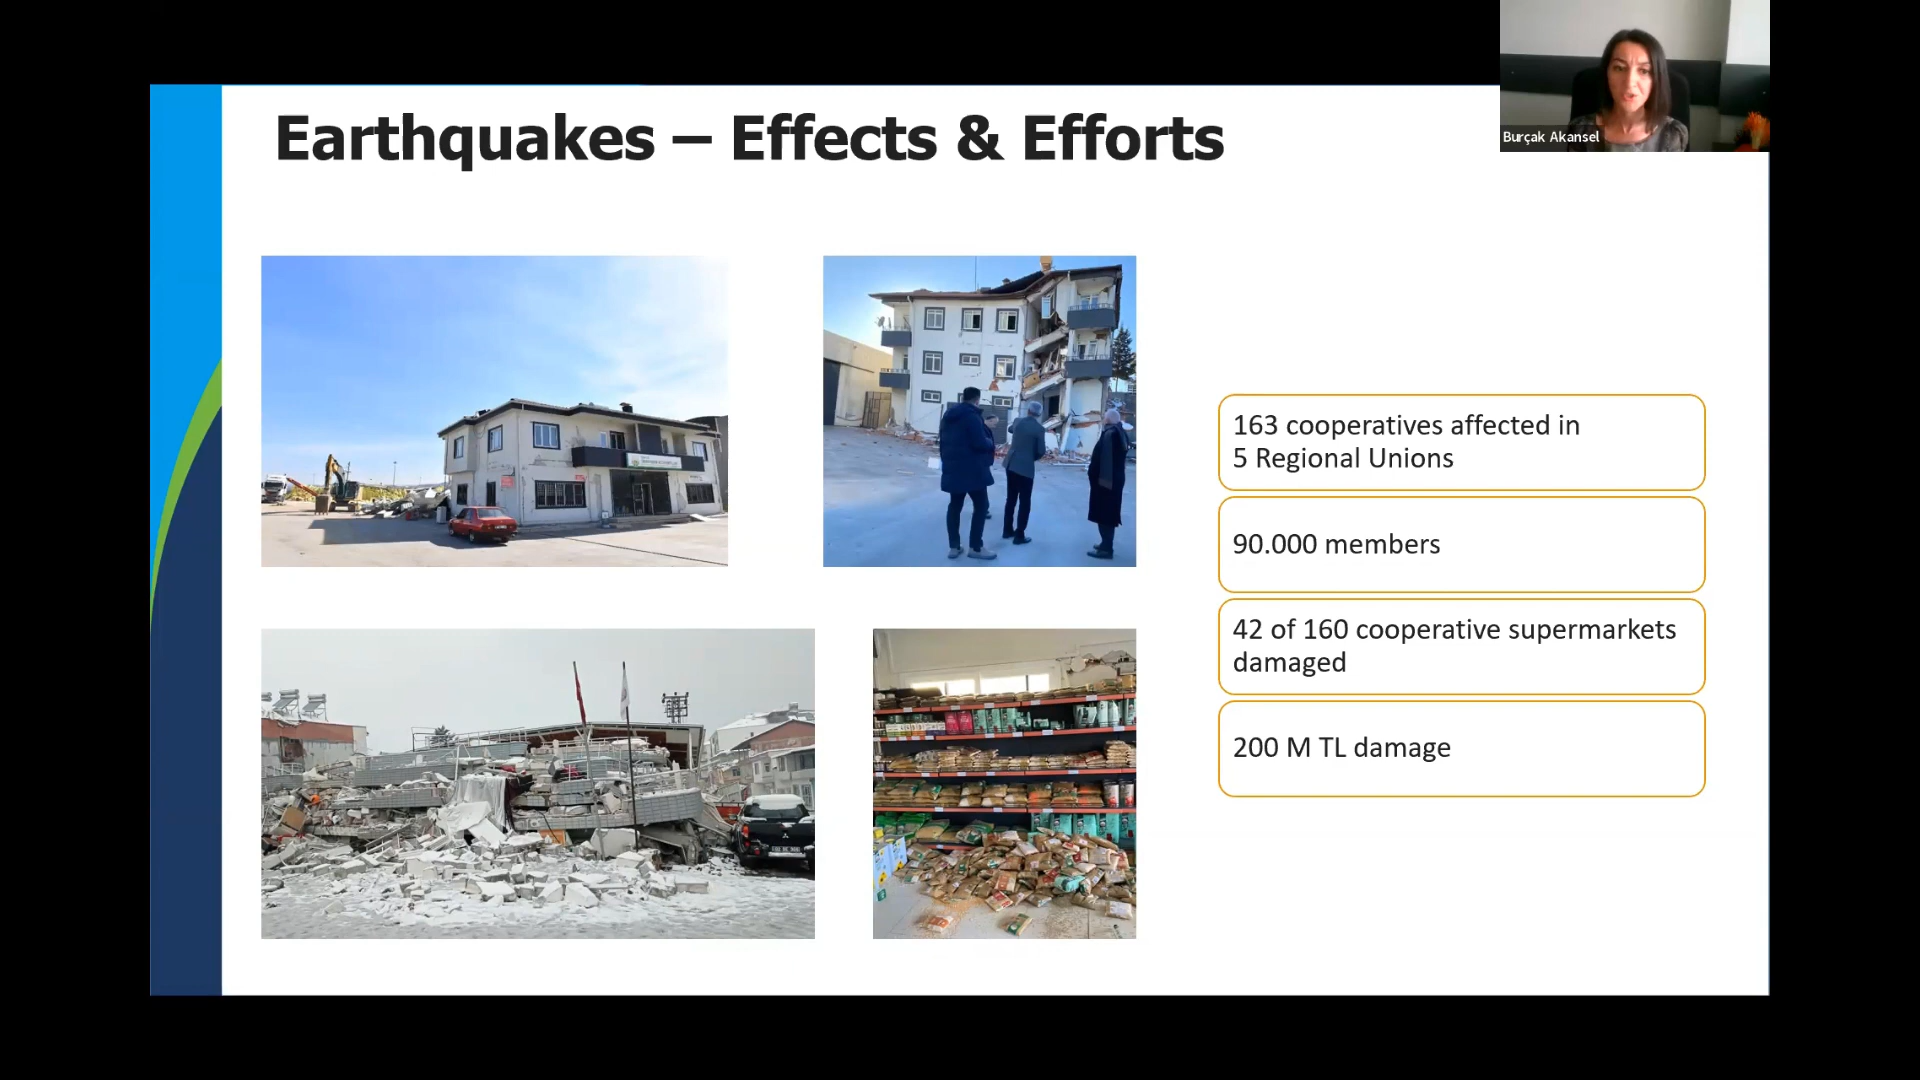 Earthquakes – Effects & Efforts
Burçak Akansel
163 cooperatives affected in
5 Regional Unions
90.000 members
42 of 160 cooperative supermarkets
damaged
200 M TL damage